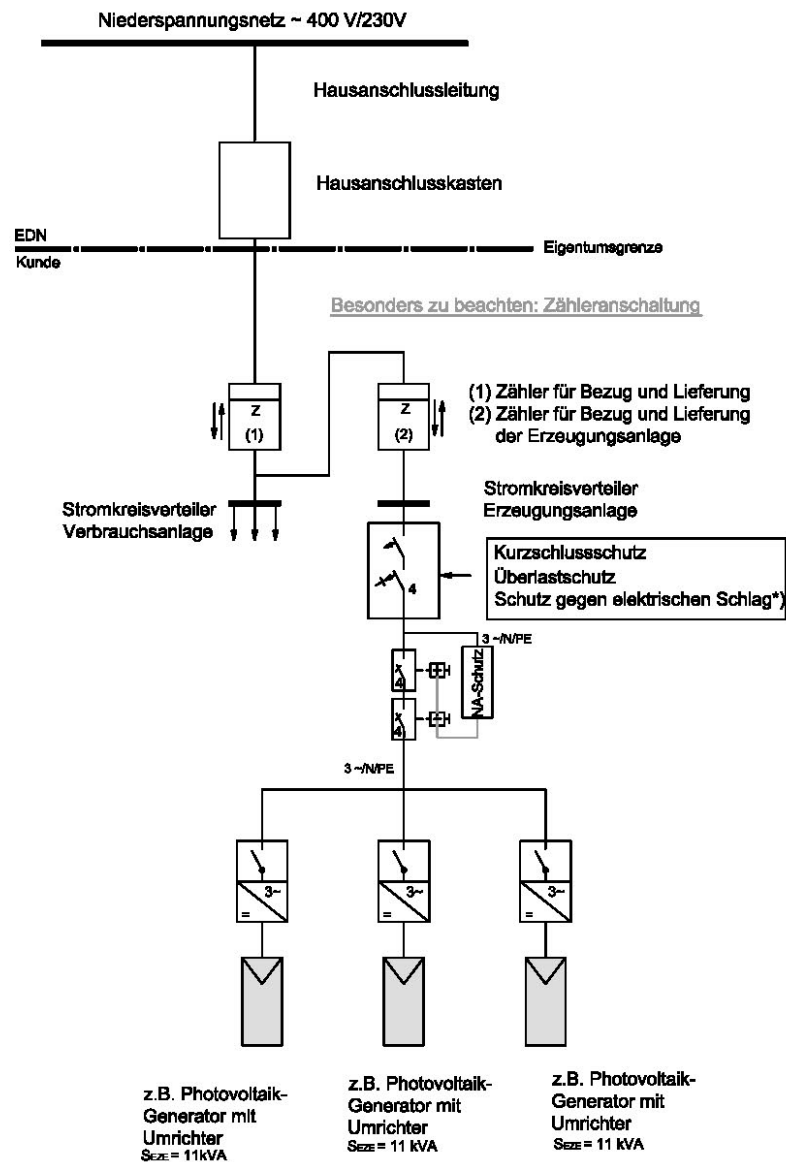 Niederspannungsnetz ~ 400 V/230V
Hausanschlussleitung
Hausanschlusskasten
EDN
Kunde
Eigentumsgrenze
Besonders zu beachten: Zähleranschaltung
Z
(1)
Z
(2)
(1) Zähler für Bezug und Lieferung
(2) Zähler für Bezug und Lieferung
der Erzeugungsanlage
Stromkreisverteiler
Verbrauchsanlage
Stromkreisverteiler
Erzeugungsanlage
4
Kurzschlussschutz
Überlastschutz
Schutz gegen elektrischen Schlag*)
3 ~/N/PE
4
4
NA-Schutz
3 ~/N/PE
3~
=
3~
=
3~
=
z.B. Photovoltaik-
Generator mit
Umrichter
SEZE = 11kVA
z.B. Photovoltaik-
Generator mit
Umrichter
SEZE = 11 kVA
z.B. Photovoltaik-
Generator mit
Umrichter
SEZE = 11 kVA